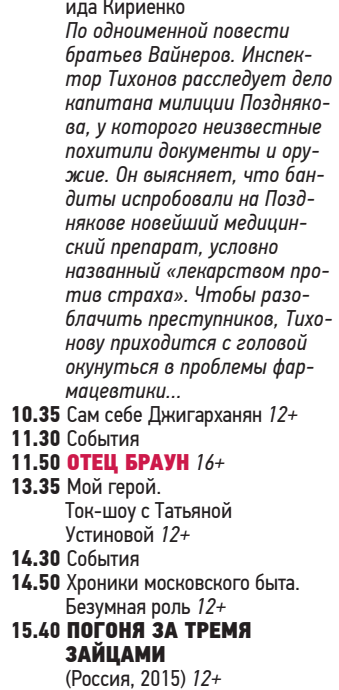 ида Кириенко
По одноименной повести
братьев Вайнеров. Инспек-
тор Тихонов расследует дело
капитана милиции Поздняко-
ва, у которого неизвестные
похитили документы и ору-
жие. Он выясняет, что бан-
диты испробовали на Позд-
някове новейший медицин-
ский препарат, условно
названный «лекарством про-
тив страха». Чтобы разо-
блачить преступников, Тихо-
нову приходится с головой
окунуться в проблемы фар-
мацевтики...
10.35 Сам себе Джигарханян 12+
11.30 События
11.50 ОТЕЦ БРАУН 16+
13.35 Мой герой.
Ток-шоу с Татьяной
Устиновой 12+
14.30 События
14.50 Хроники московского быта.
Безумная роль 12+
15.40 ПОГОНЯ ЗА ТРЕМЯ
ЗАЙЦАМИ
(Россия, 2015) 12+